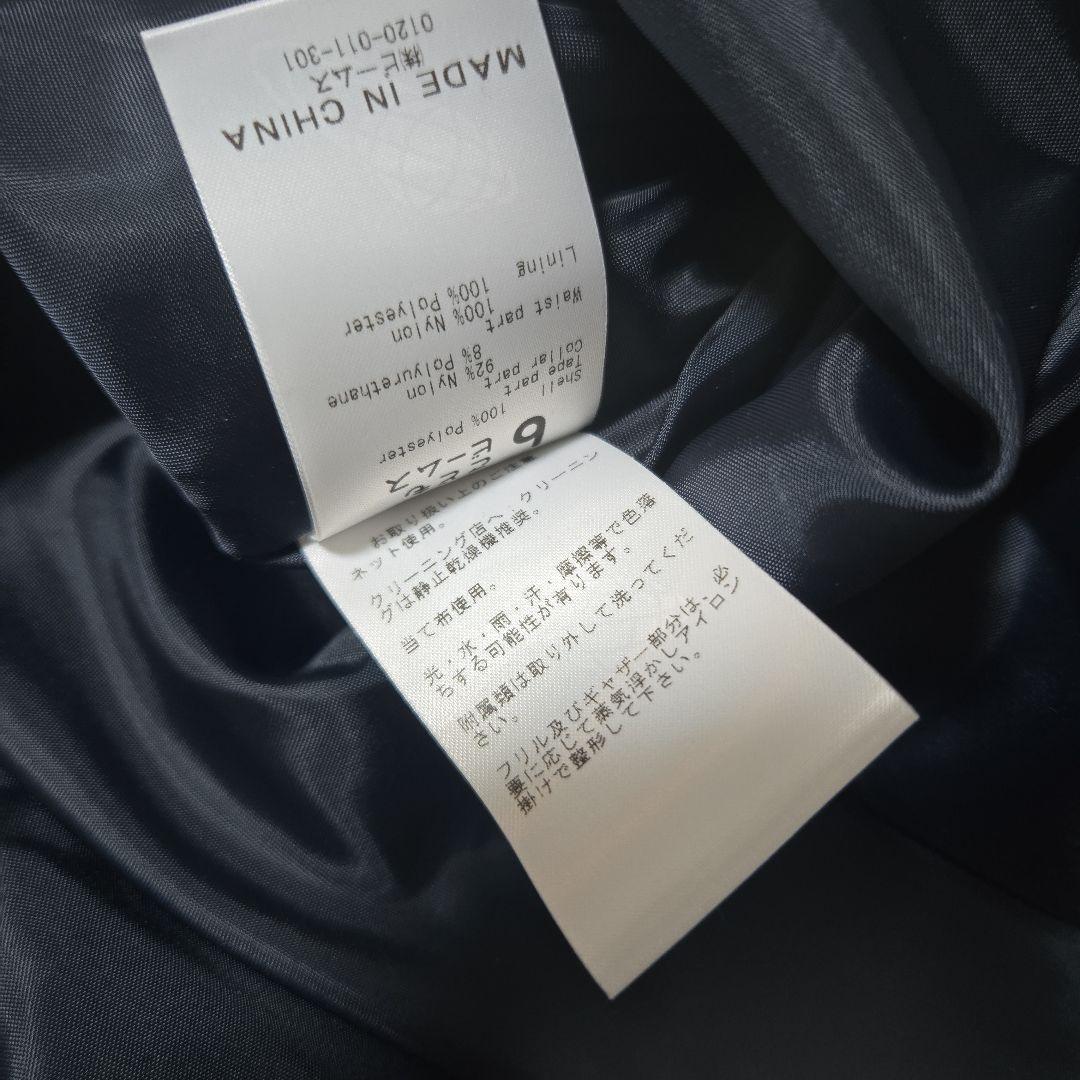 Shell part
100% Polyester
Tape part
Collar part
92% Nylon
8% Polyurethane
Waist part
100% Nylon
Lining
100% Polyester
MADE IN CHINA
㈱ビームス
0120-011-301
お取り扱い上のご注意
ネット使用。
クリーニング店へ、クリーニン
グは静止乾燥機推奨。
当て布使用。
光・水・雨・汗・摩擦等で色落
ちする可能性が有ります。
附属類は取り外して洗ってくだ
さい。
フリル及びギャザー部分は、必
要に応じて蒸気浮かしアイロン
掛けで整形して下さい。